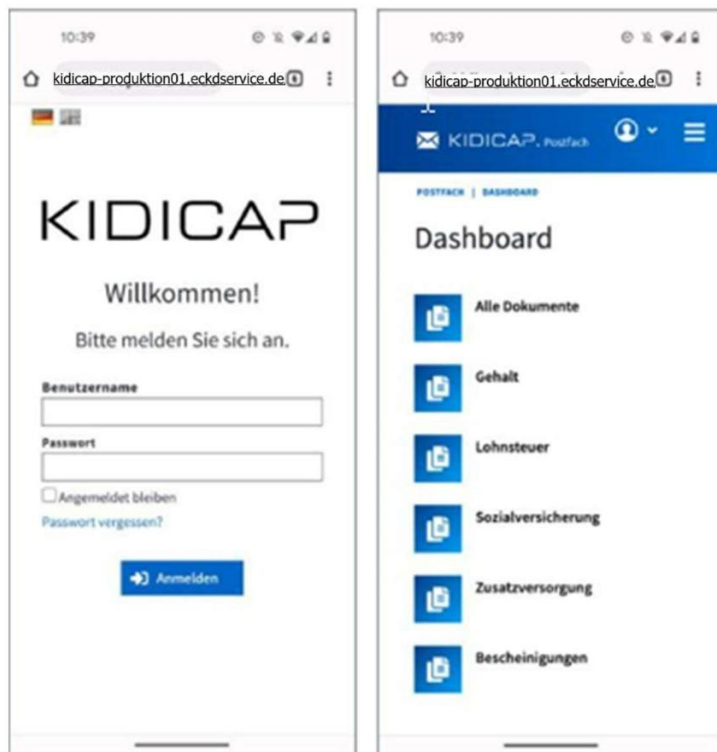 10:39
kidicap-produktion01.eckdservice.de
KIDICAP
Willkommen!
Bitte melden Sie sich an.
Benutzername
Passwort
Angemeldet bleiben
Passwort vergessen?
Anmelden
10:39
kidicap-produktion01.eckdservice.de
KIDICAP. Postfach
POSTFACH | DASHBOARD
Dashboard
Alle Dokumente
Gehalt
Lohnsteuer
Sozialversicherung
Zusatzversorgung
Bescheinigungen